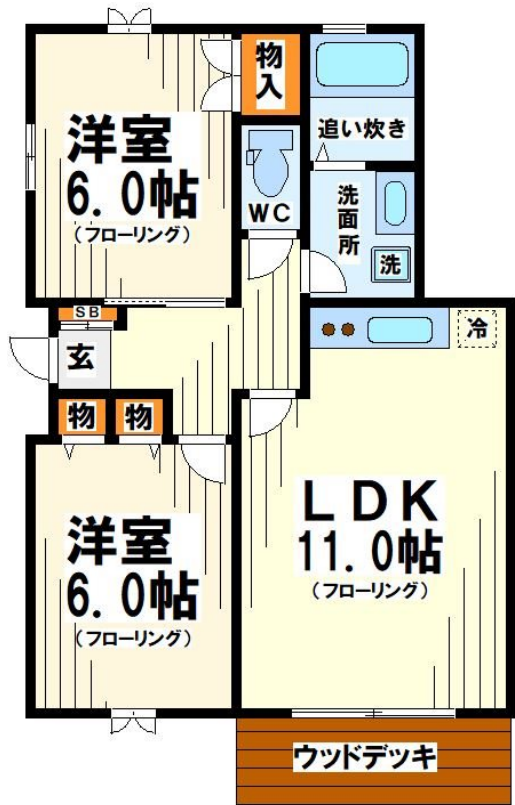 洋室
6.0帖
(フローリング)
物入
追い炊き
WC
洗面所
洗
SB
玄
冷
物
物
LDK
11.0帖
(フローリング)
洋室
6.0帖
(フローリング)
ウッドデッキ